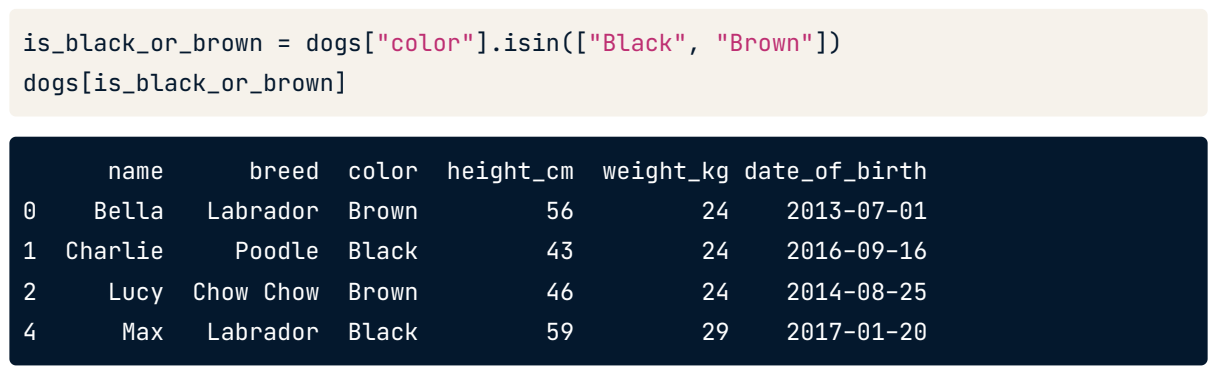 is_black_or_brown = dogs["color"].isin(["Black", "Brown"])
dogs[is_black_or_brown]
      name      breed  color  height_cm  weight_kg date_of_birth
0    Bella   Labrador  Brown         56         24    2013-07-01
1  Charlie     Poodle  Black         43         24    2016-09-16
2     Lucy  Chow Chow  Brown         46         24    2014-08-25
4      Max   Labrador  Black         59         29    2017-01-20